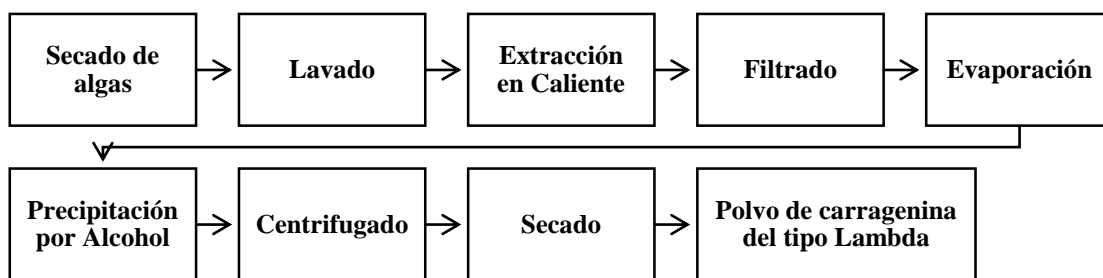 Secado de
algas
Lavado
Extracción
en Caliente
Filtrado
Evaporación
Precipitación
por Alcohol
Centrifugado
Secado
Polvo de carragenina
del tipo Lambda